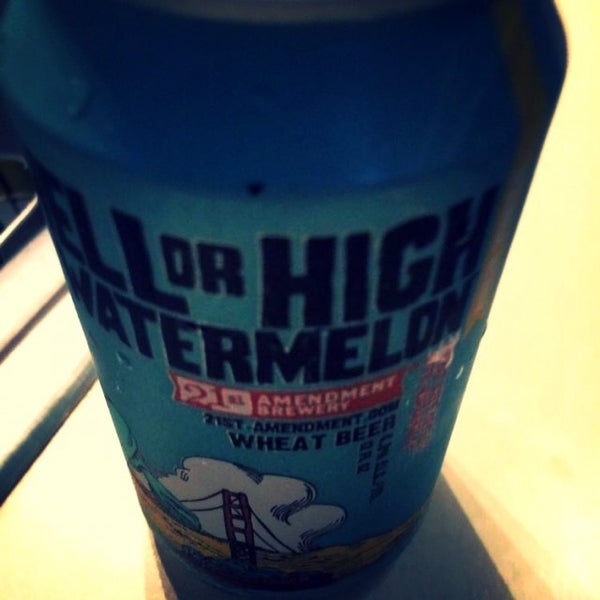 ELL OR HIGH
WATERMELON
21st AMENDMENT
BREWERY
21ST-AMENDMENT.COM
WHEAT BEER